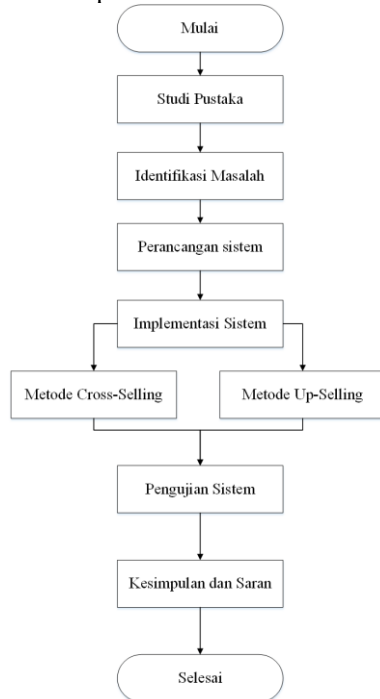 Mulai
Studi Pustaka
Identifikasi Masalah
Perancangan sistem
Implementasi Sistem
Metode Cross-Selling
Metode Up-Selling
Pengujian Sistem
Kesimpulan dan Saran
Selesai